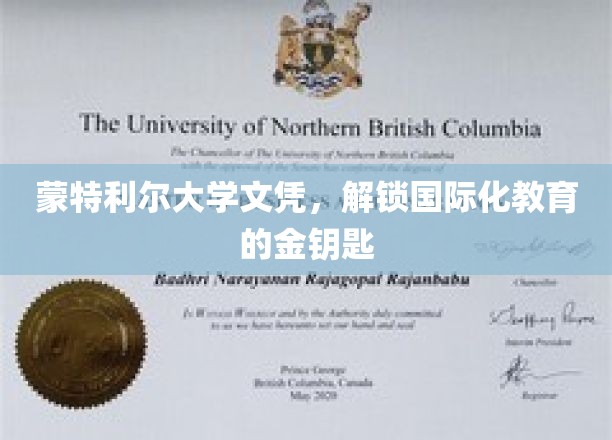 The University of Northern British Columbia
The Chancellor of The University of Northern British Columbia
with the approval of the Senate has conferred the degree of
蒙特利尔大学文凭，解锁国际化教育
的金钥匙
Badhri Narayanan Rajagopal Rajanbabu
In Witness Whereof and by the Authority duly committed
to us we have hereunto set our hand and seal
Chancellor
Interim President
Prince George
British Columbia, Canada
May 2020
Registrar